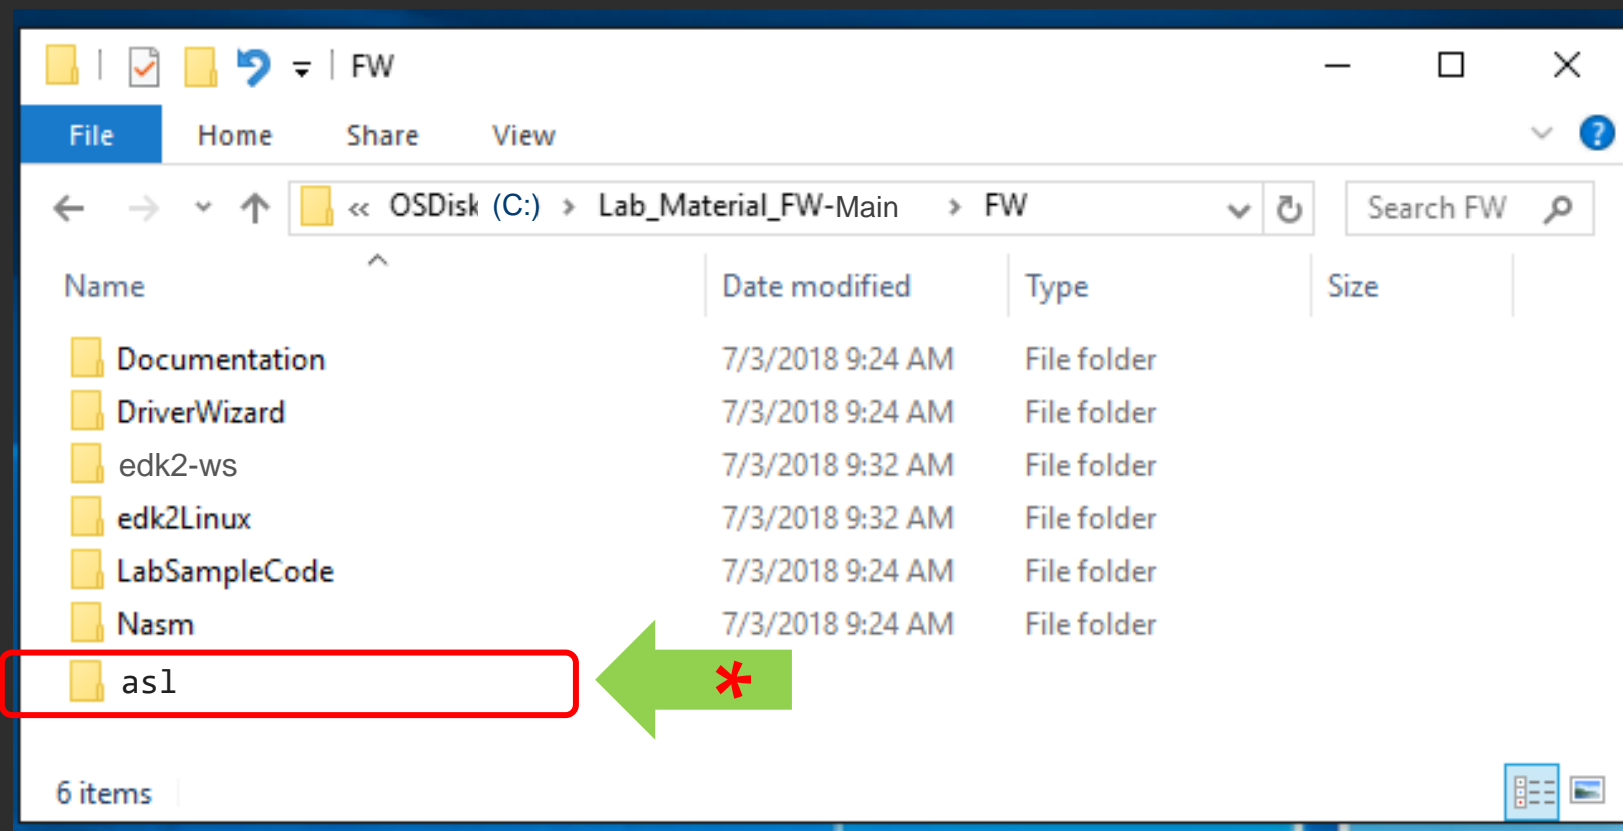 FW
File Home Share View ?
« OSDisk (C:) > Lab_Material_FW-Main > FW Search FW
Name Date modified Type Size
Documentation 7/3/2018 9:24 AM File folder
DriverWizard 7/3/2018 9:24 AM File folder
edk2-ws 7/3/2018 9:32 AM File folder
edk2Linux 7/3/2018 9:32 AM File folder
LabSampleCode 7/3/2018 9:24 AM File folder
Nasm 7/3/2018 9:24 AM File folder
asl *
6 items